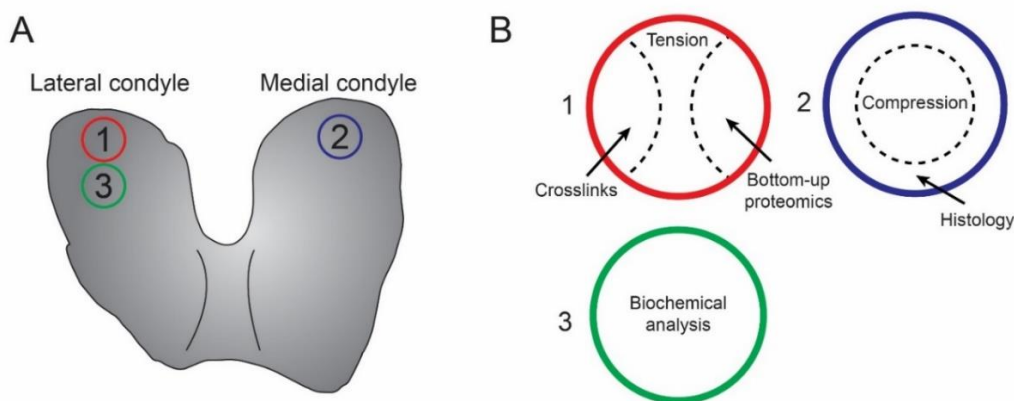 A
Lateral condyle
Medial condyle
1
2
3
B
1
Tension
Crosslinks
Bottom-up
proteomics
2
Compression
Histology
3
Biochemical
analysis